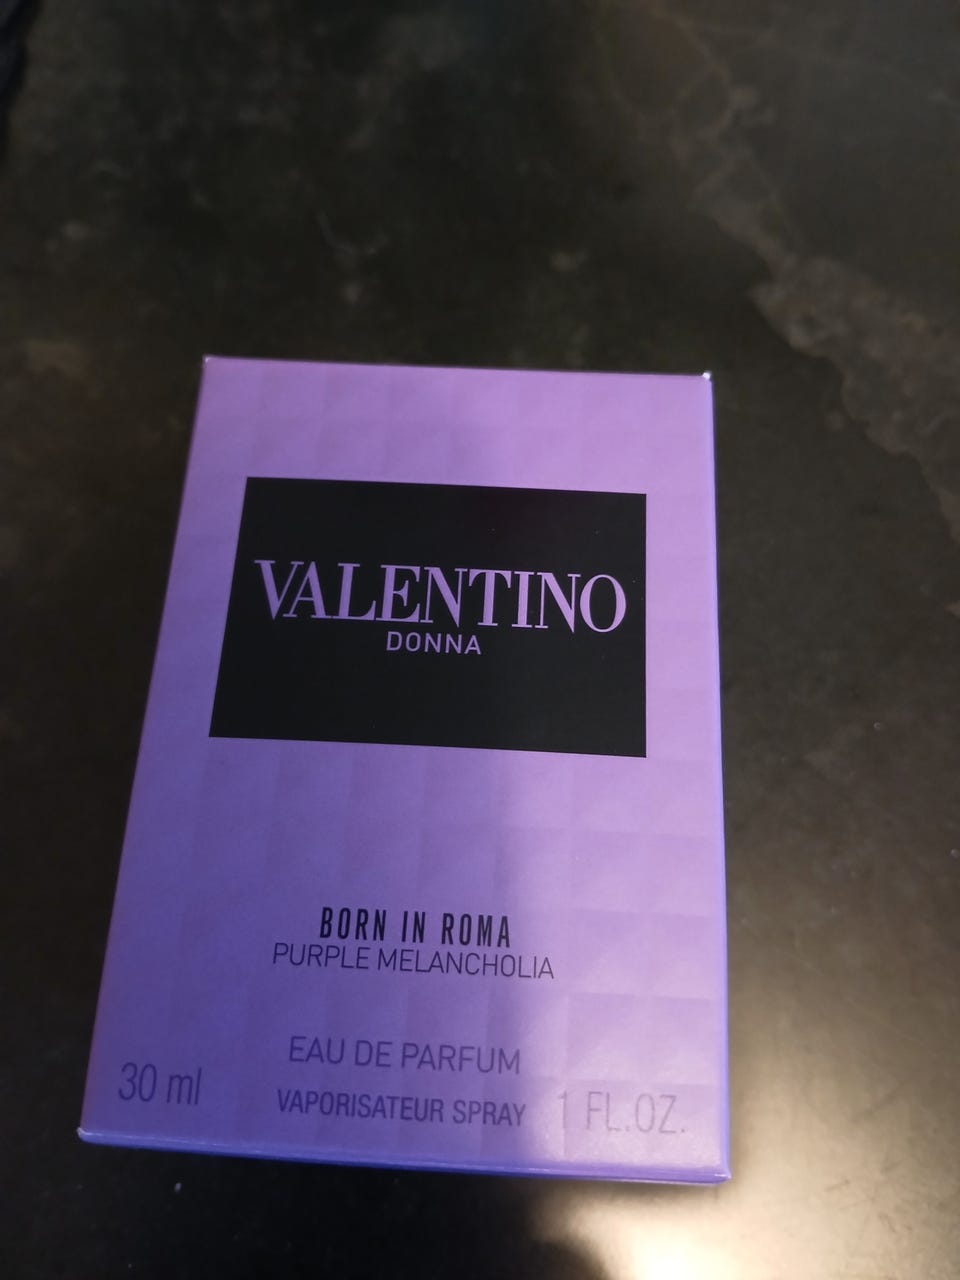 VALENTINO
DONNA
BORN IN ROMA
PURPLE MELANCHOLIA
EAU DE PARFUM
30 ml VAPORISATEUR SPRAY 1 FL.OZ.